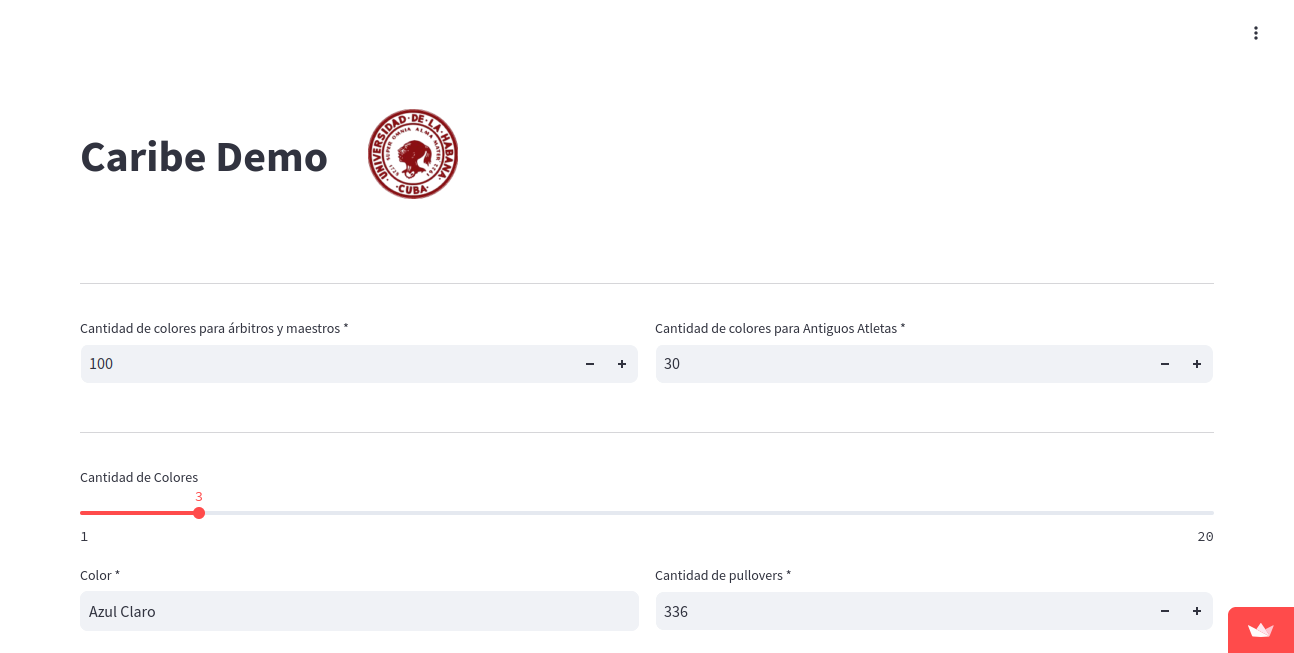 Caribe Demo
UNIVERSIDAD·DE·LA·HABANA
·CUBA·
Cantidad de colores para árbitros y maestros *
Cantidad de colores para Antiguos Atletas *
100
30
Cantidad de Colores
3
1
20
Color *
Cantidad de pullovers *
Azul Claro
336